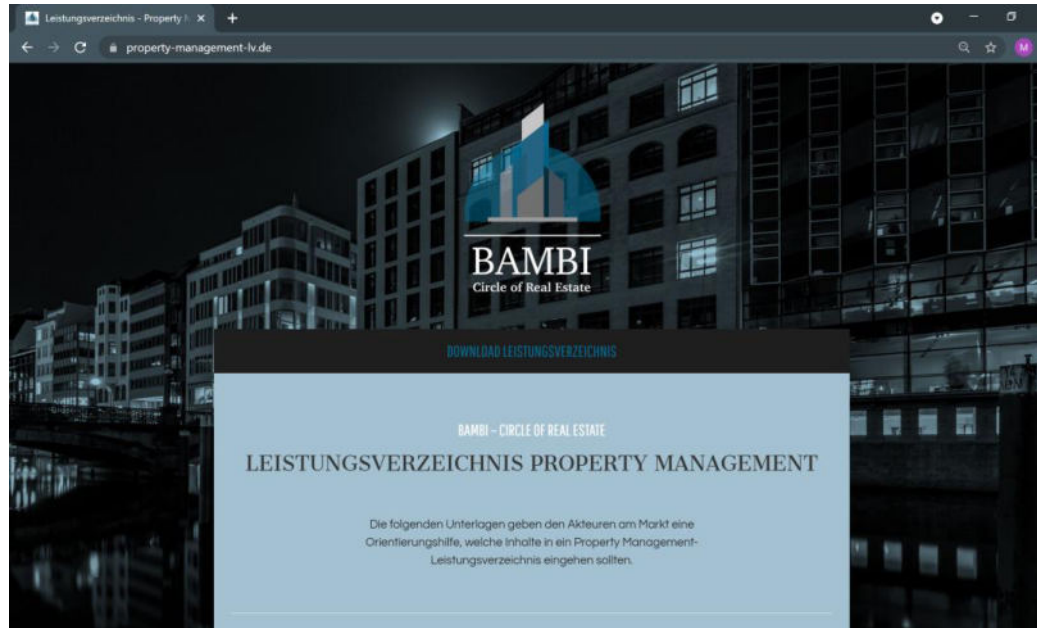 Leistungsverzeichnis - Property
property-management-lv.de
M
BAMBI
Circle of Real Estate
DOWNLOAD LEISTUNGSVERZEICHNIS
BAMBI – CIRCLE OF REAL ESTATE
LEISTUNGSVERZEICHNIS PROPERTY MANAGEMENT
Die folgenden Unterlagen geben den Akteuren am Markt eine
Orientierungshilfe, welche Inhalte in ein Property Management-
Leistungsverzeichnis eingehen sollten.